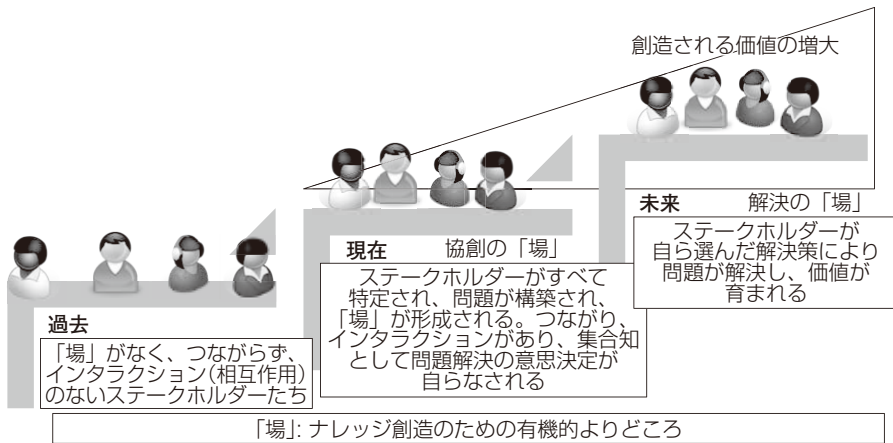 創造される価値の増大
未来　解決の「場」
ステークホルダーが
自ら選んだ解決策により
問題が解決し、価値が
育まれる
現在　協創の「場」
ステークホルダーがすべて
特定され、問題が構築され、
「場」が形成される。つながり、
インタラクションがあり、集合知
として問題解決の意思決定が
自らなされる
過去
「場」がなく、つながらず、
インタラクション(相互作用)
のないステークホルダーたち
「場」: ナレッジ創造のための有機的よりどころ